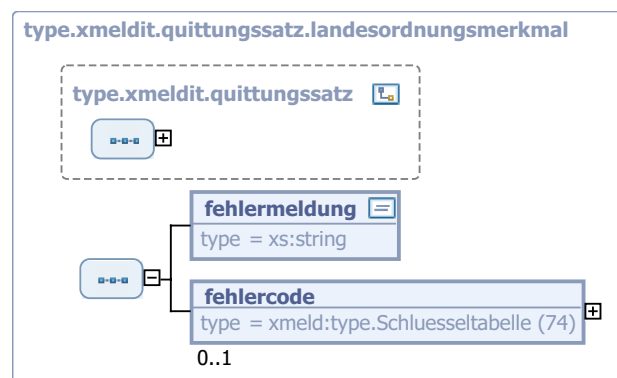 type.xmeldit.quittungssatz.landesordnungsmerkmal
type.xmeldit.quittungssatz
fehlermeldung
type = xs:string
fehlercode
type = xmeld:type.Schluesseltabelle (74)
0..1